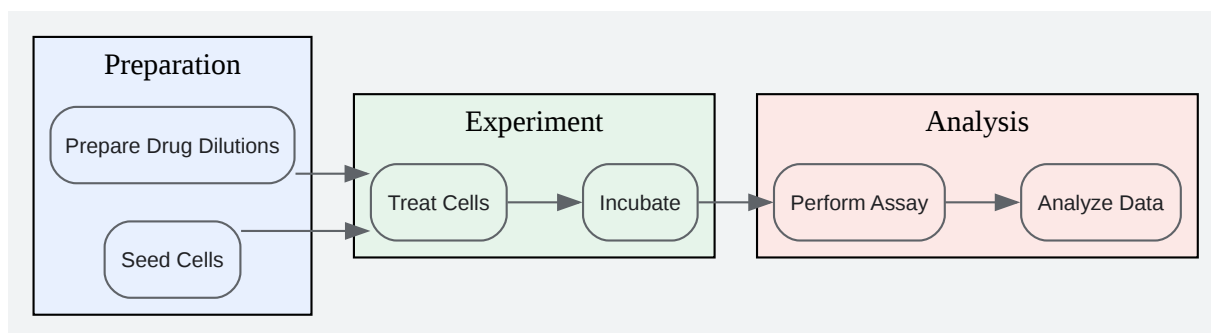 Preparation
Prepare Drug Dilutions
Seed Cells
Experiment
Treat Cells
Incubate
Analysis
Perform Assay
Analyze Data